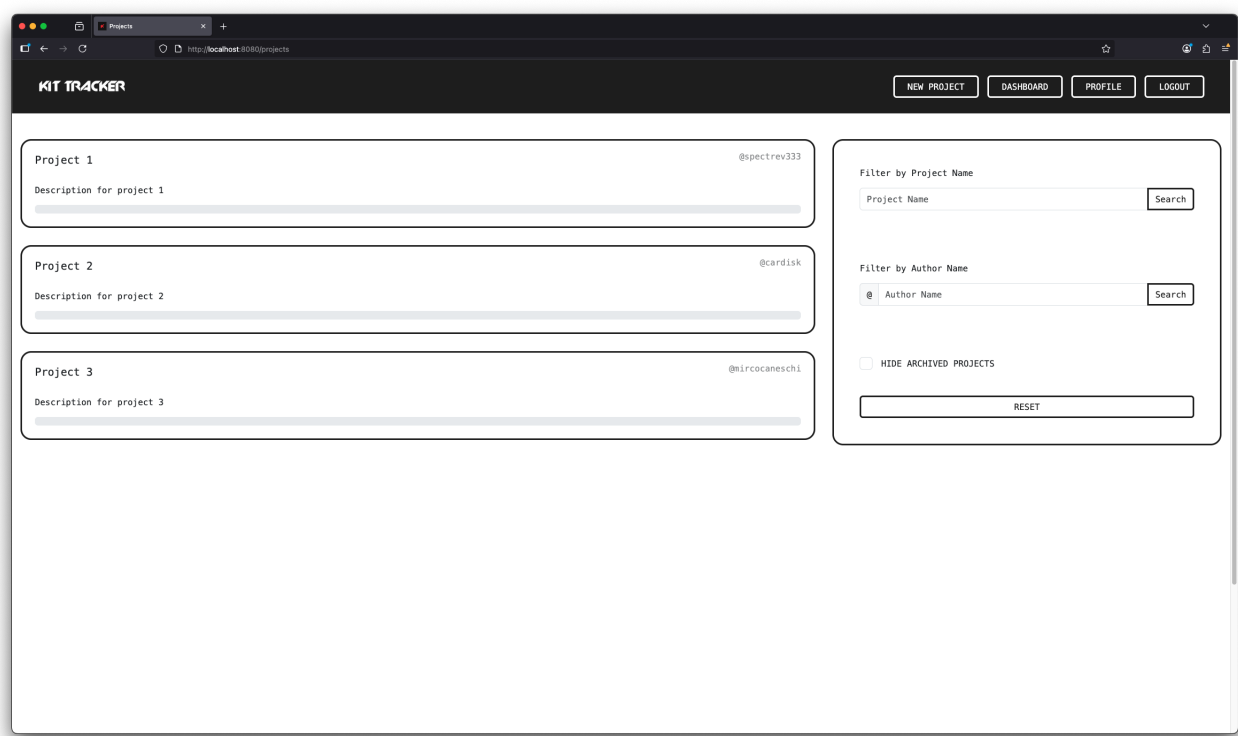 Projects
http://localhost:8080/projects
KIT TRACKER
NEW PROJECT
DASHBOARD
PROFILE
LOGOUT
Project 1
@spectrev333
Description for project 1
Project 2
@cardisk
Description for project 2
Project 3
@mircocaneschi
Description for project 3
Filter by Project Name
Project Name
Search
Filter by Author Name
@ Author Name
Search
HIDE ARCHIVED PROJECTS
RESET